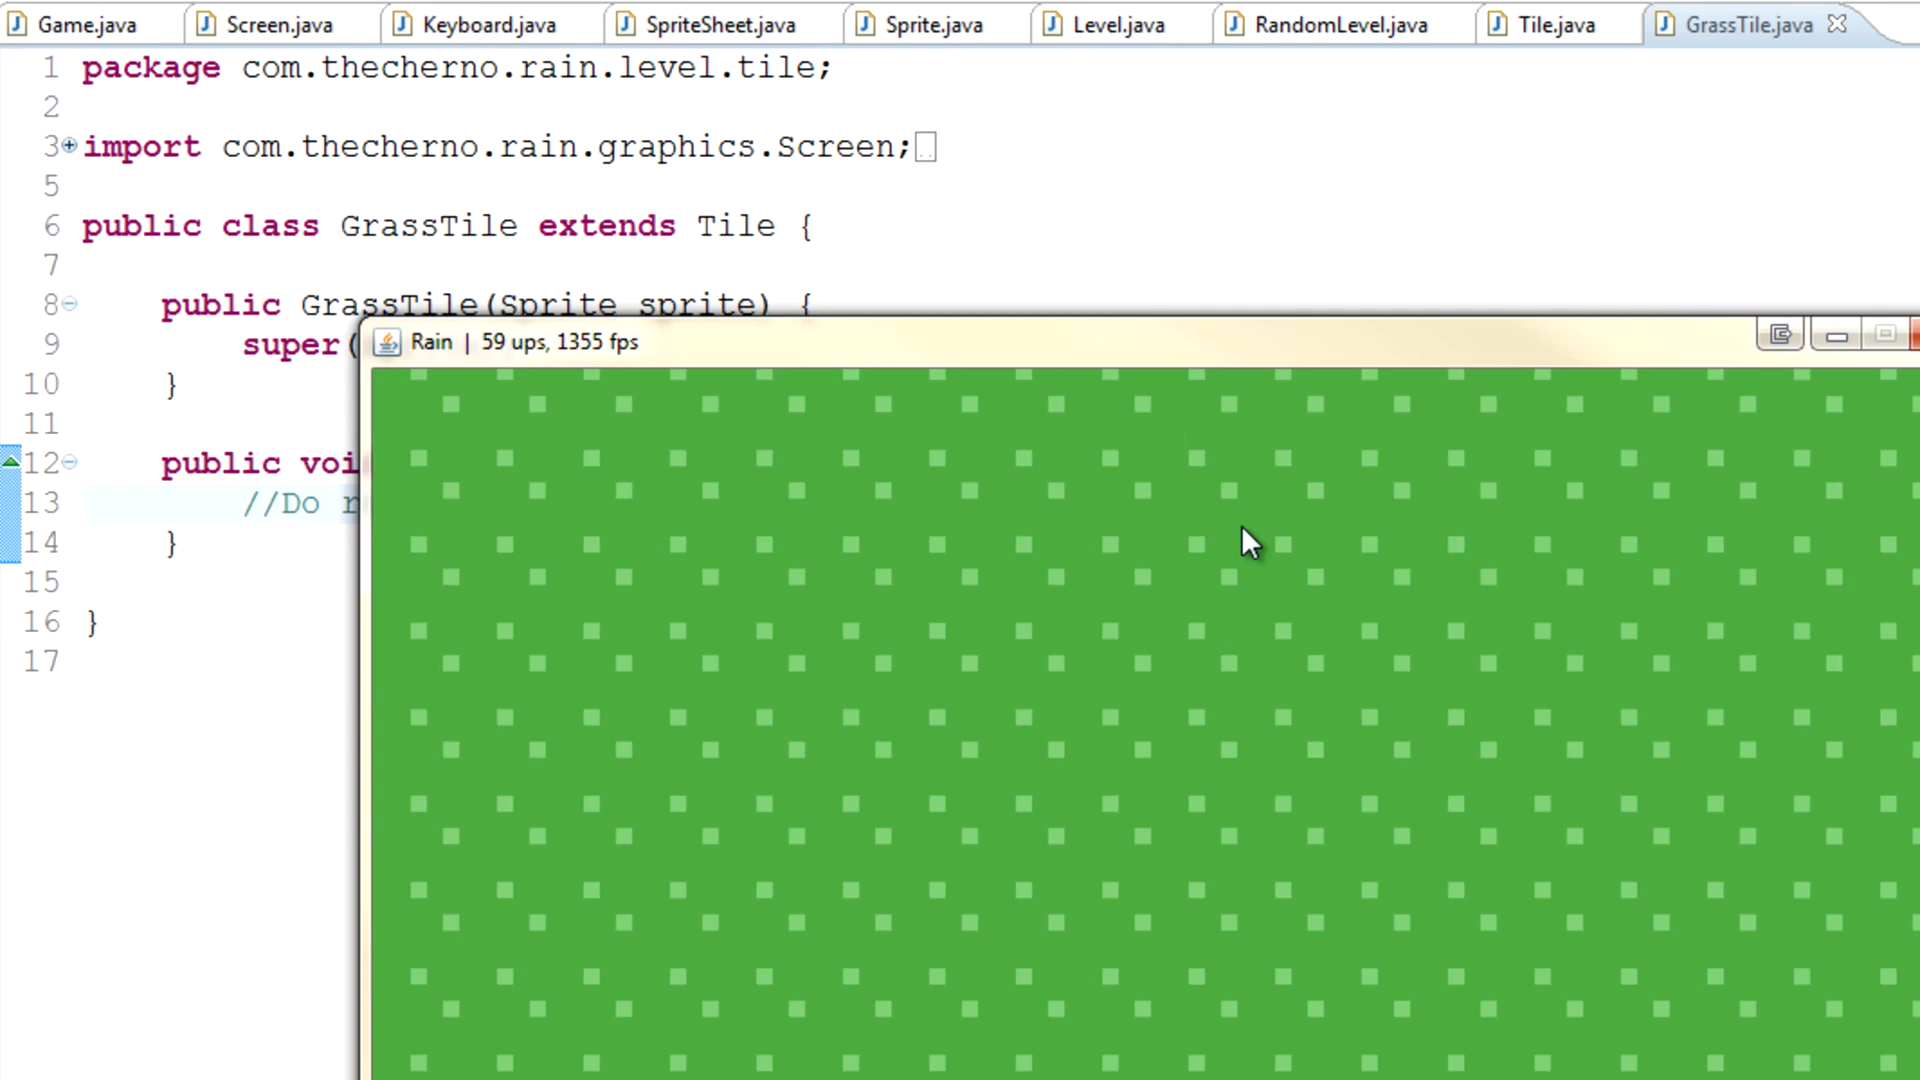 Game.java Screen.java Keyboard.java SpriteSheet.java Sprite.java Level.java RandomLevel.java Tile.java GrassTile.java
1 package com.thecherno.rain.level.tile;
2
3 import com.thecherno.rain.graphics.Screen;
5
6 public class GrassTile extends Tile {
7
8 public GrassTile(Sprite sprite) {
9 super(
Rain | 59 ups, 1355 fps
10 }
11
12 public voi
13 //Do r
14 }
15
16 }
17